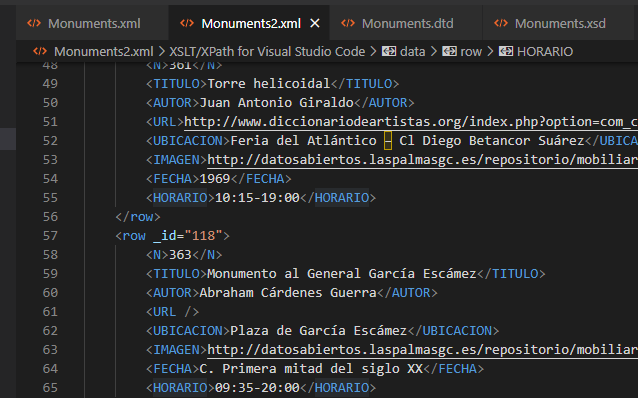 Monuments.xml Monuments2.xml Monuments.dtd Monuments.xsd
Monuments2.xml > XSLT/XPath for Visual Studio Code > data > row > HORARIO
48 <N>361</N>
49 <TITULO>Torre helicoidal</TITULO>
50 <AUTOR>Juan Antonio Giraldo</AUTOR>
51 <URL>http://www.diccionariodeartistas.org/index.php?option=com_c
52 <UBICACION>Feria del Atlántico – Cl Diego Betancor Suárez</UBICA
53 <IMAGEN>http://datosabiertos.laspalmasgc.es/repositorio/mobiliar
54 <FECHA>1969</FECHA>
55 <HORARIO>10:15-19:00</HORARIO>
56 </row>
57 <row _id="118">
58 <N>363</N>
59 <TITULO>Monumento al General García Escámez</TITULO>
60 <AUTOR>Abraham Cárdenes Guerra</AUTOR>
61 <URL />
62 <UBICACION>Plaza de García Escámez</UBICACION>
63 <IMAGEN>http://datosabiertos.laspalmasgc.es/repositorio/mobiliar
64 <FECHA>C. Primera mitad del siglo XX</FECHA>
65 <HORARIO>09:35-20:00</HORARIO>